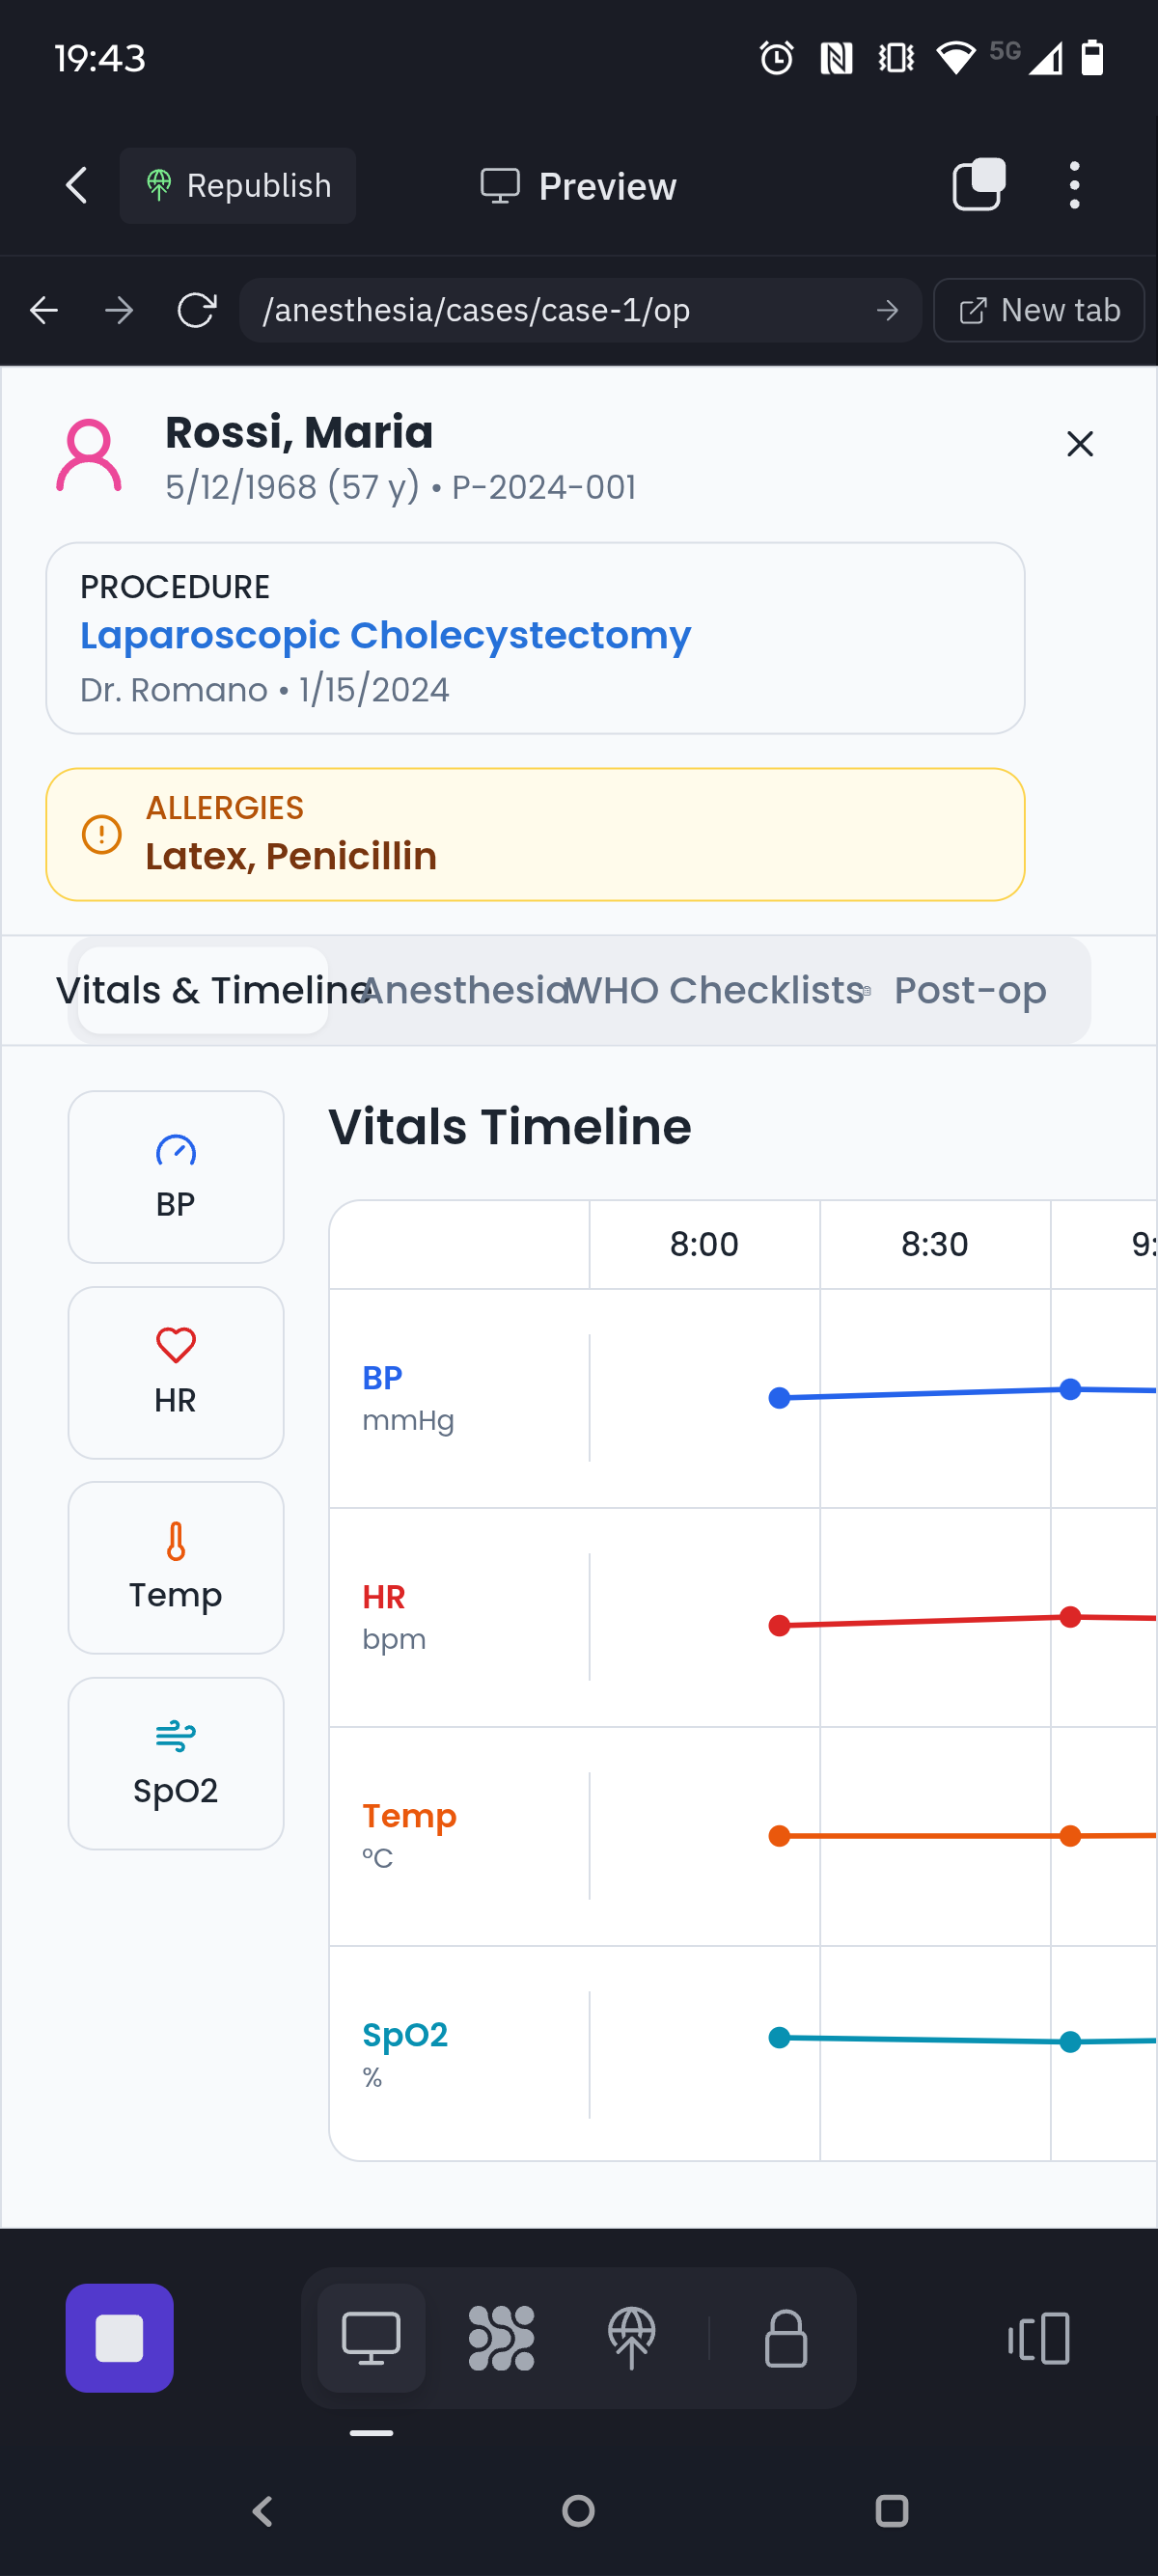 19:43
5G
Republish
Preview
/anesthesia/cases/case-1/op
New tab
Rossi, Maria
5/12/1968 (57 y) • P-2024-001
PROCEDURE
Laparoscopic Cholecystectomy
Dr. Romano • 1/15/2024
ALLERGIES
Latex, Penicillin
Vitals & Timeline Anesthesia WHO Checklists Post-op
BP
HR
Temp
SpO2
Vitals Timeline
8:00 8:30 9:
BP
mmHg
HR
bpm
Temp
°C
SpO2
%